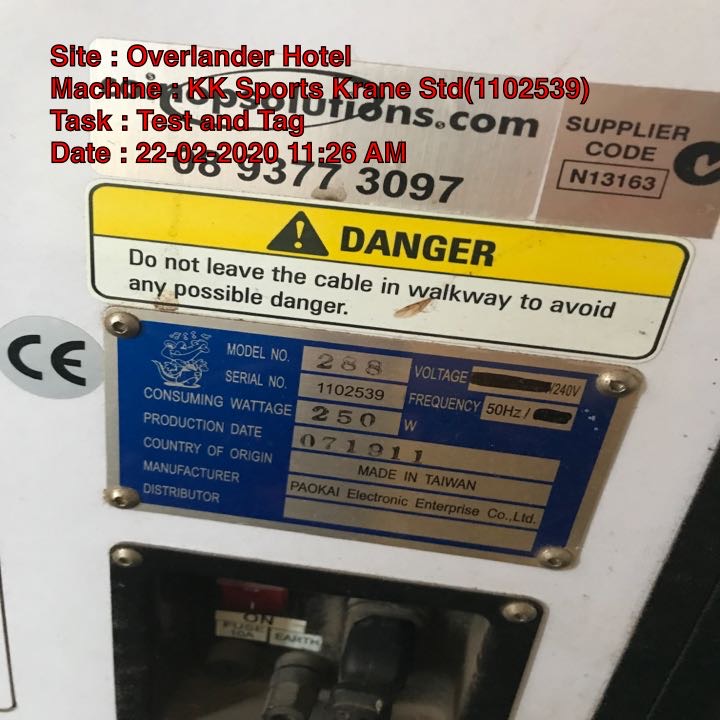 Site : Overlander Hotel
Machine : KK Sports Krane Std(1102539)
Task : Test and Tag
Date : 22-02-2020 11:26 AM
topsolutions.com
08 9377 3097
SUPPLIER
CODE
N13163
DANGER
Do not leave the cable in walkway to avoid
any possible danger.
CE
MODEL NO. 288
SERIAL NO. 1102539
CONSUMING WATTAGE 250 W
PRODUCTION DATE 071911
COUNTRY OF ORIGIN MADE IN TAIWAN
MANUFACTURER PAOKAI Electronic Enterprise Co.,Ltd.
DISTRIBUTOR
VOLTAGE /240V
FREQUENCY 50Hz /
ON
FUSE
10A
EARTH